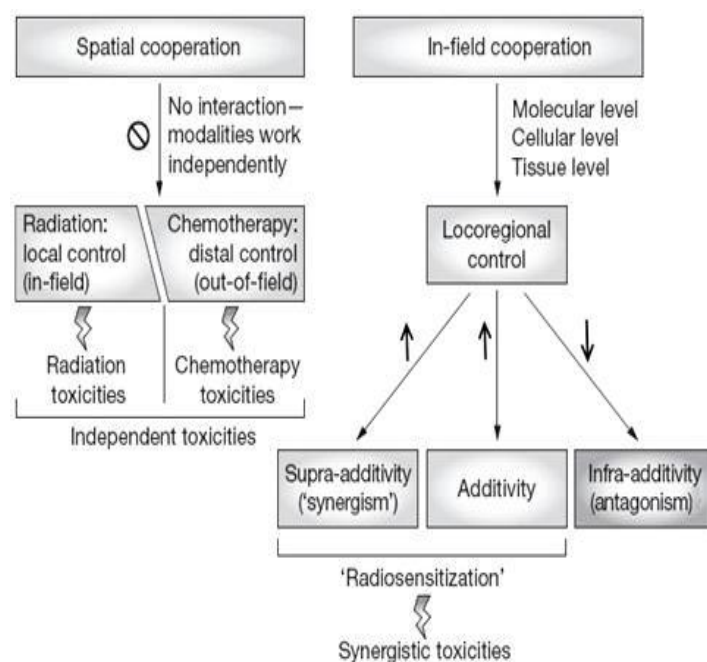 Spatial cooperation
No interaction—
modalities work
independently
Radiation:
local control
(in-field)
Chemotherapy:
distal control
(out-of-field)
Radiation
toxicities
Chemotherapy
toxicities
Independent toxicities
In-field cooperation
Molecular level
Cellular level
Tissue level
Locoregional
control
Supra-additivity
(‘synergism’)
Additivity
Infra-additivity
(antagonism)
‘Radiosensitization’
Synergistic toxicities